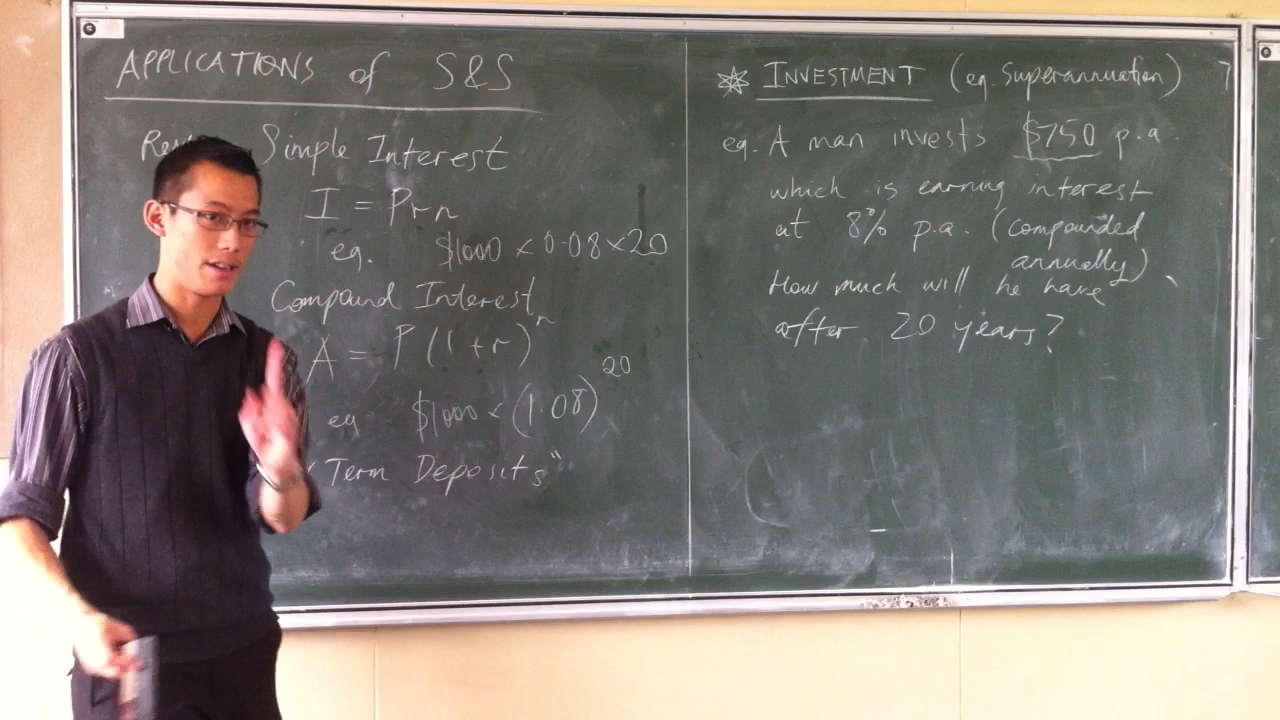 APPLICATIONS of S&S
Simple Interest
I = Prn
eg. $1000 × 0.08 × 20
Compound Interest
A = P(1+r)ⁿ
eg $1000 × (1.08)²⁰
Term Deposits"
INVESTMENT (eg. Superannuation)
eg. A man invests $750 p.a.
which is earning interest
at 8% p.a. (compounded
annually)
How much will he have
after 20 years?